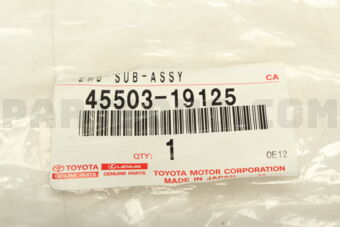 END SUB-ASSY CA
45503-19125
QTY: 1 0E12
TOYOTA LEXUS TOYOTA MOTOR CORPORATION
GENUINE PARTS GENUINE PARTS MADE IN JAPAN